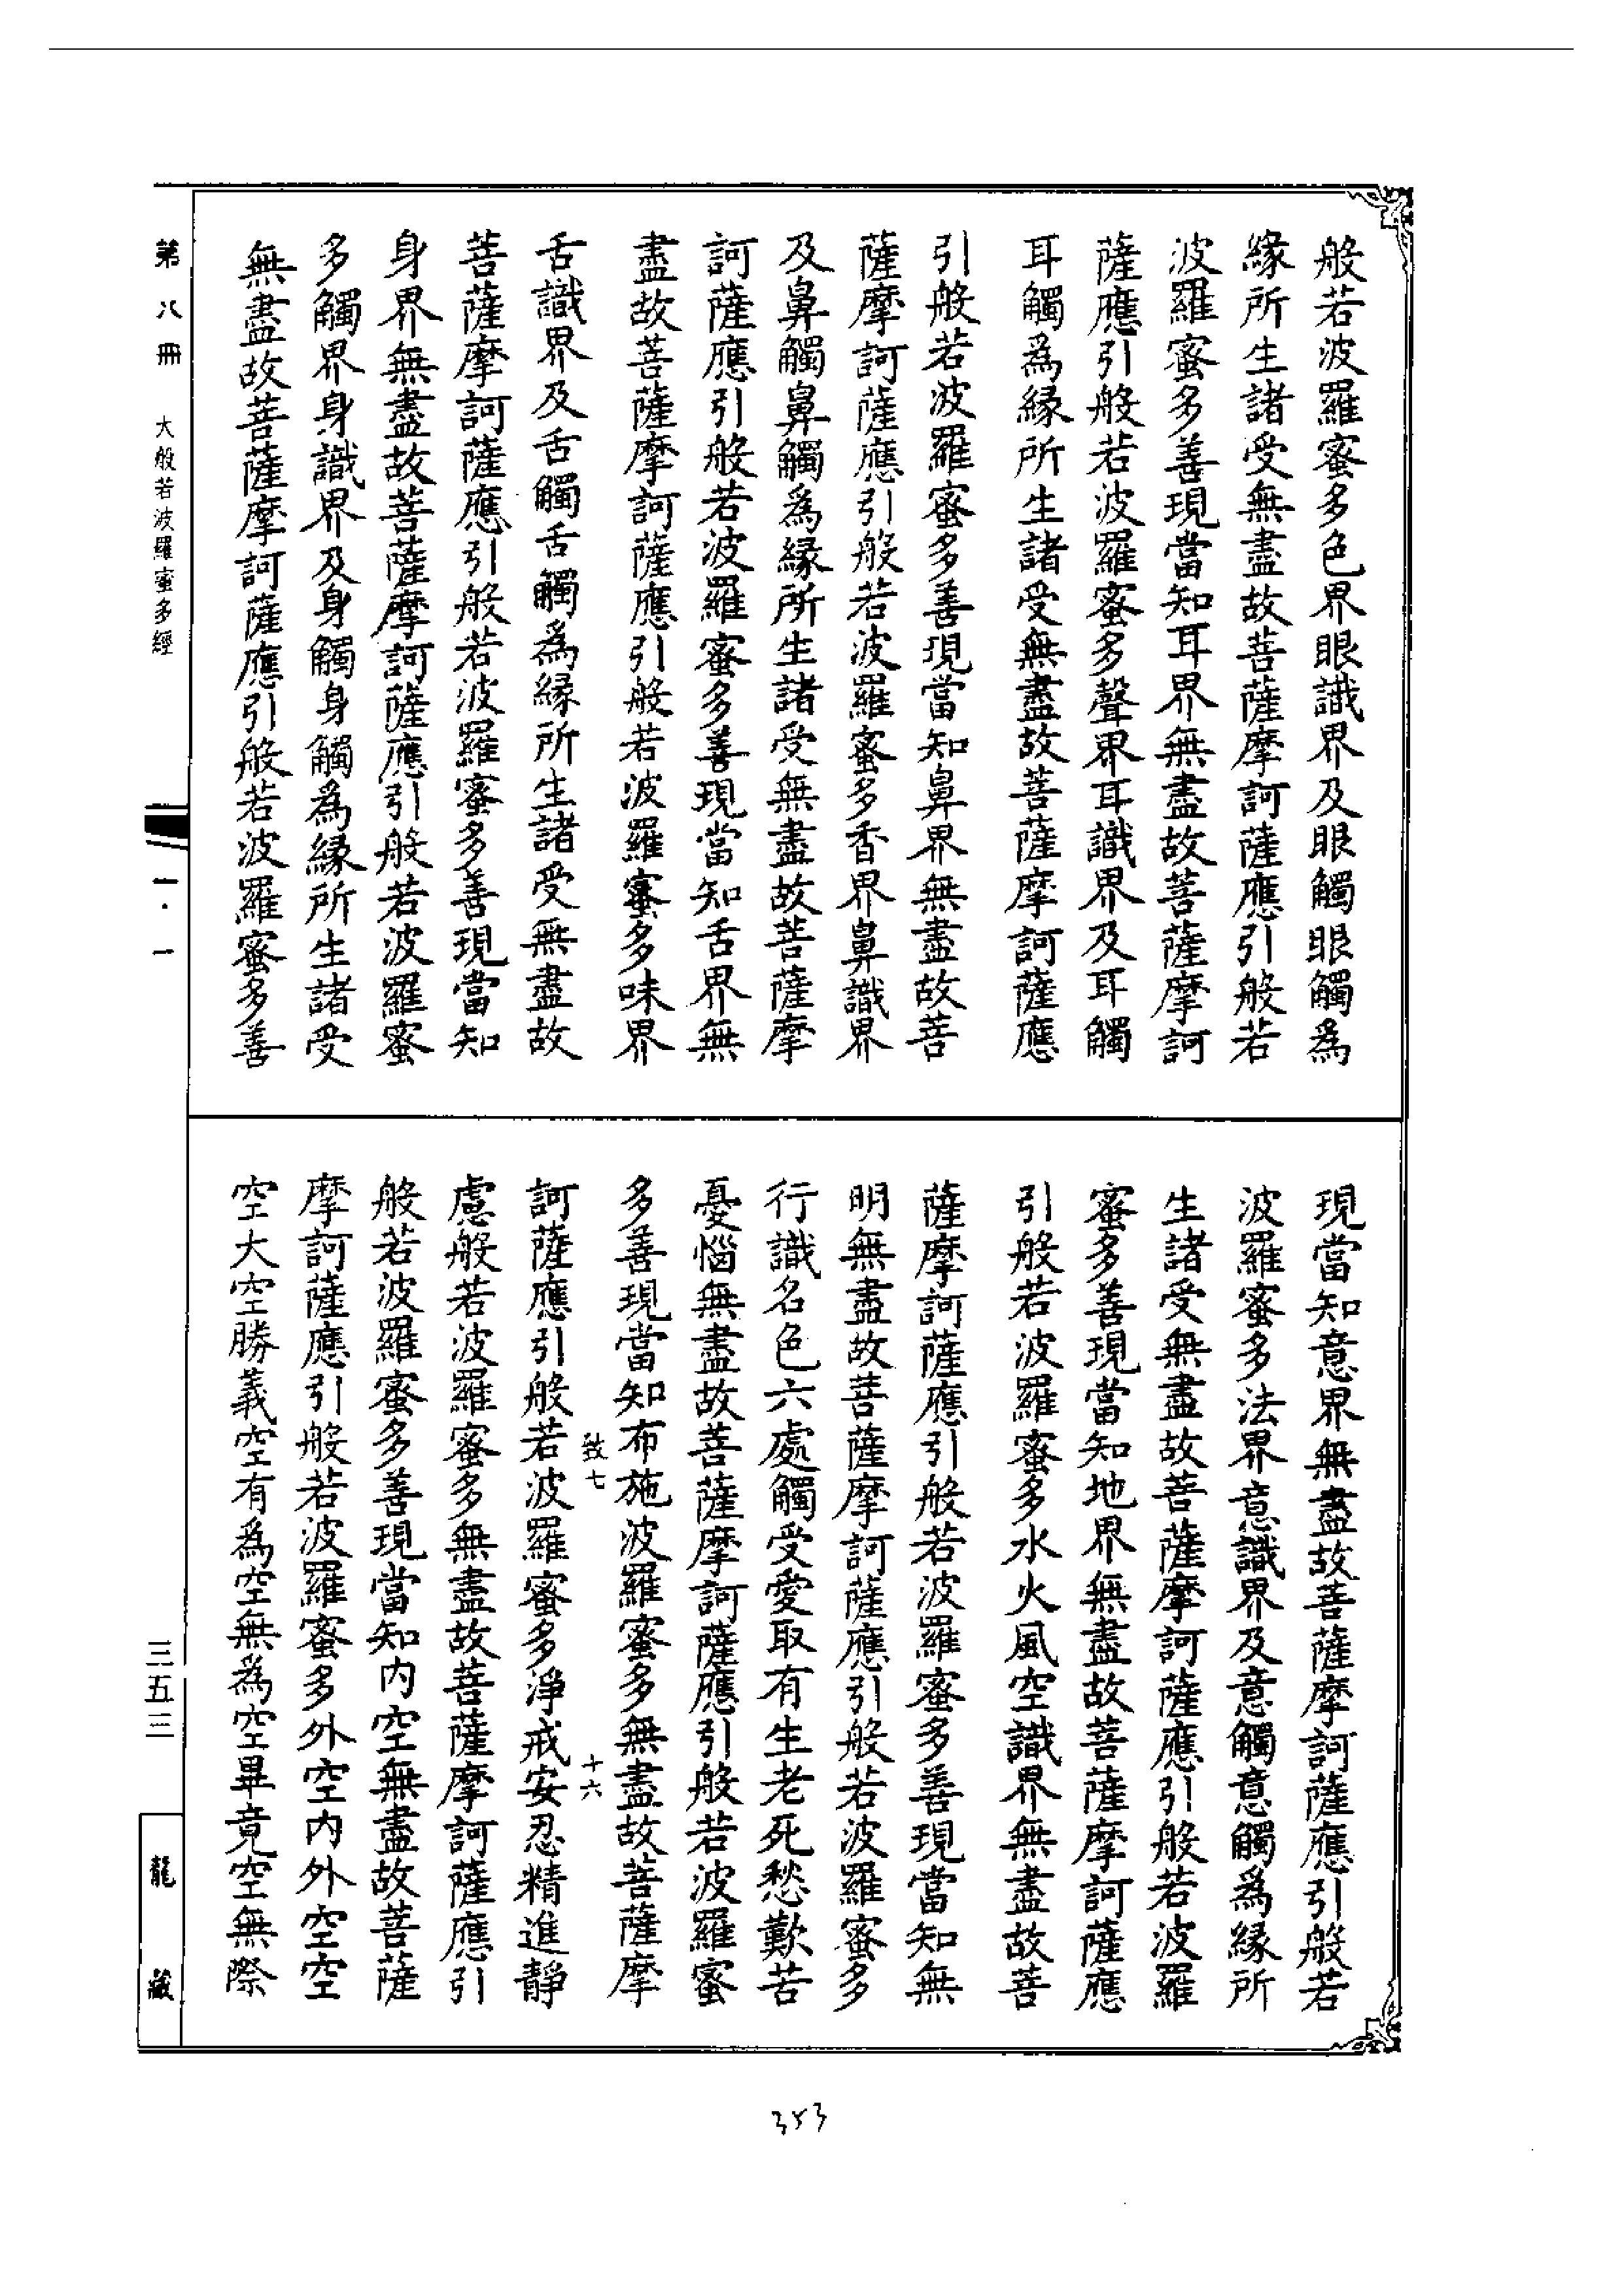 般若波羅蜜多色界眼識界及眼觸眼觸為
緣所生諸受無盡故菩薩摩訶薩應引般若
波羅蜜多善現當知耳界無盡故菩薩摩訶
薩應引般若波羅蜜多聲界耳識界及耳觸
耳觸為緣所生諸受無盡故菩薩摩訶薩應
引般若波羅蜜多善現當知鼻界無盡故菩
薩摩訶薩應引般若波羅蜜多香界鼻識界
及鼻觸鼻觸為緣所生諸受無盡故菩薩摩
訶薩應引般若波羅蜜多善現當知舌界無
盡故菩薩摩訶薩應引般若波羅蜜多味界
舌識界及舌觸舌觸為緣所生諸受無盡故
菩薩摩訶薩應引般若波羅蜜多善現當知
身界無盡故菩薩摩訶薩應引般若波羅蜜
多觸界身識界及身觸身觸為緣所生諸受
無盡故菩薩摩訶薩應引般若波羅蜜多善
現當知意界無盡故菩薩摩訶薩應引般若
波羅蜜多法界意識界及意觸意觸為緣所
生諸受無盡故菩薩摩訶薩應引般若波羅
蜜多善現當知地界無盡故菩薩摩訶薩應
引般若波羅蜜多水火風空識界無盡故菩
薩摩訶薩應引般若波羅蜜多善現當知無
明無盡故菩薩摩訶薩應引般若波羅蜜多
行識名色六處觸受愛取有生老死愁歎苦
憂惱無盡故菩薩摩訶薩應引般若波羅蜜
多善現當知布施波羅蜜多無盡故菩薩摩
致七 十六
訶薩應引般若波羅蜜多淨戒安忍精進靜
慮般若波羅蜜多無盡故菩薩摩訶薩應引
般若波羅蜜多善現當知內空無盡故菩薩
摩訶薩應引般若波羅蜜多外空內外空空
空大空勝義空有為空無為空畢竟空無際
第八冊 大般若波羅蜜多經 一·一 三五三 龍藏
353